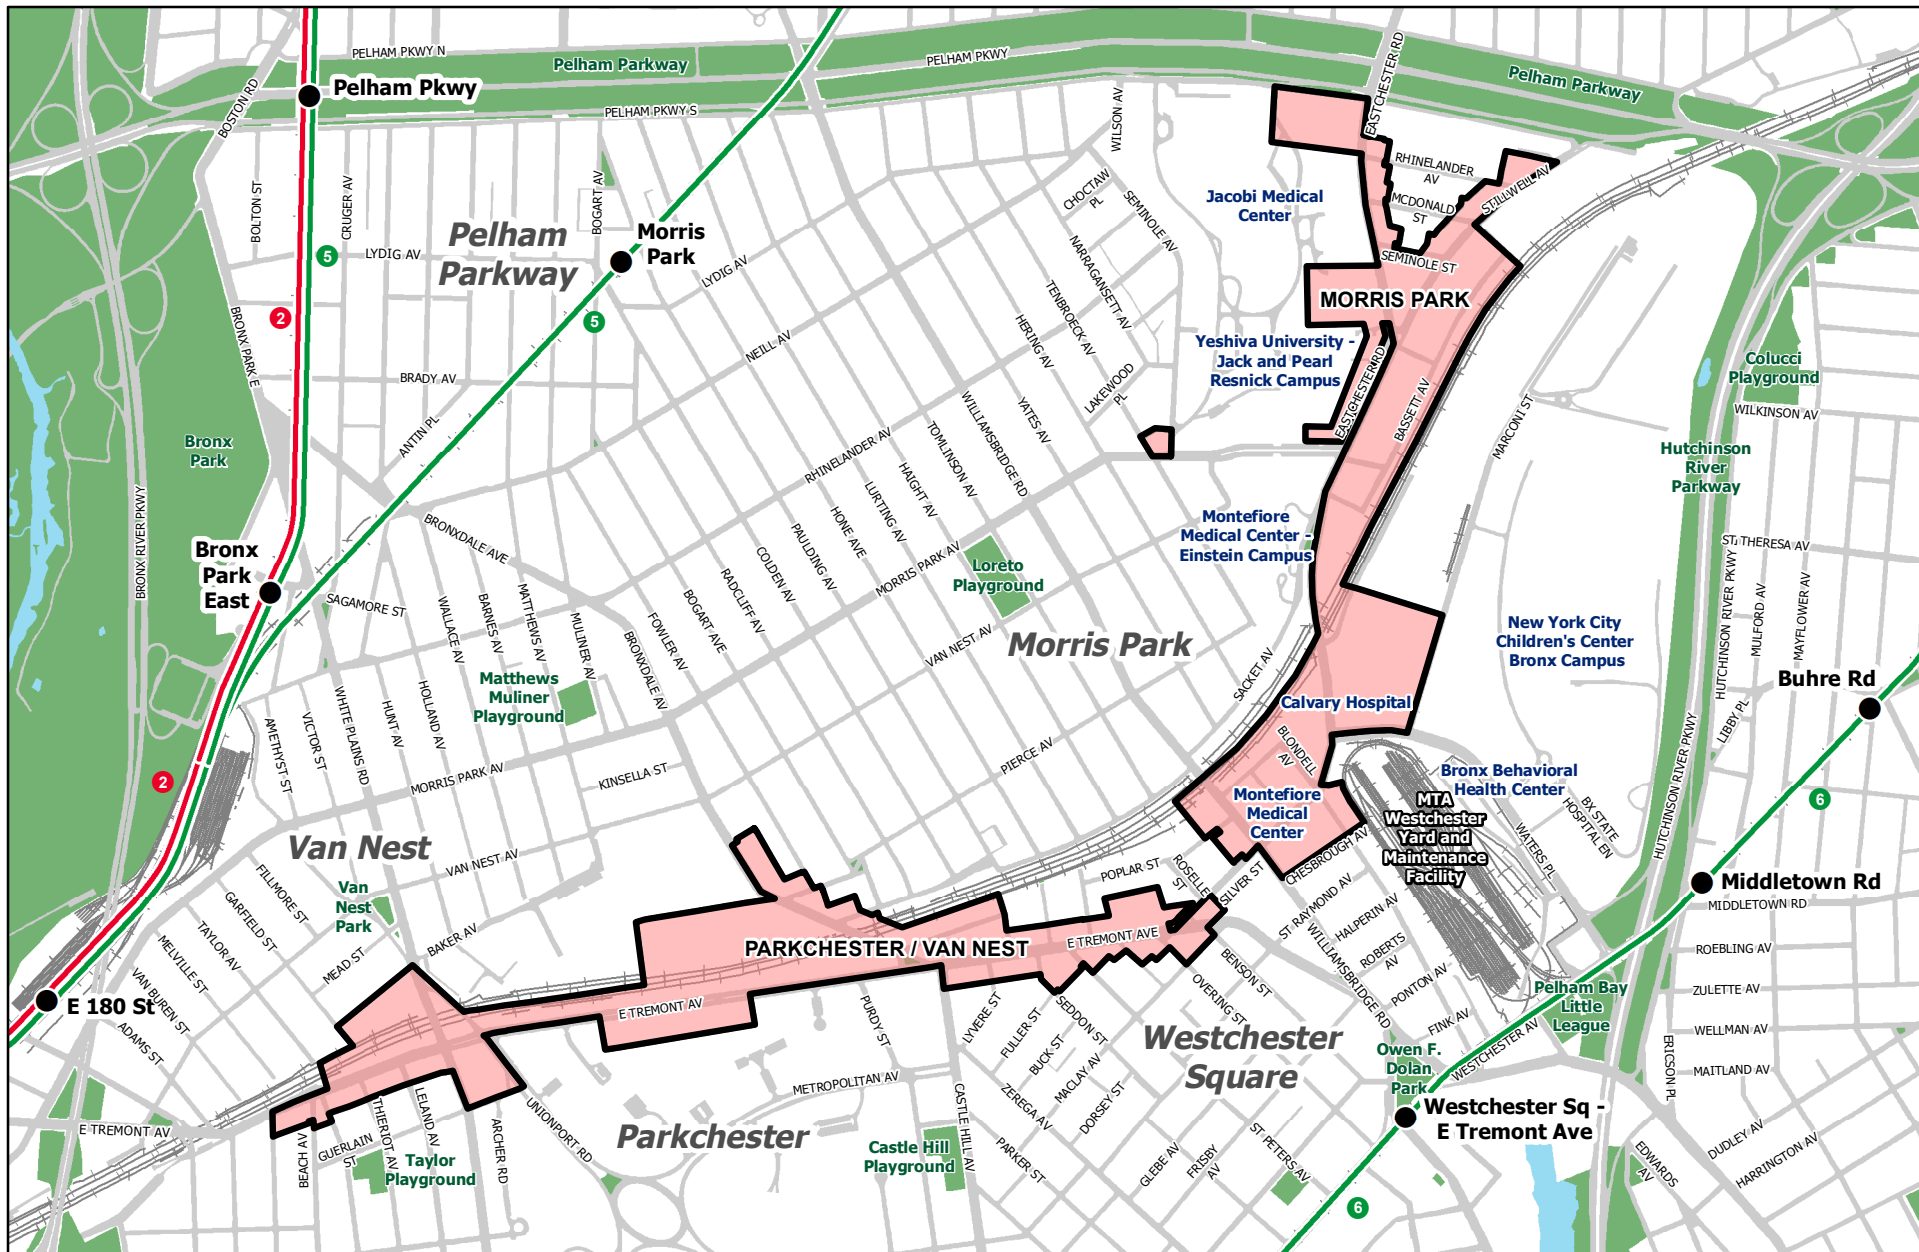 PELHAM PKWY N
Pelham Parkway
PELHAM PKWY
EASTCHESTER RD
Pelham Parkway
BOSTON RD
Pelham Pkwy
PELHAM PKWY S
WILSON AV
RHINELANDER
AV
STILLWELL AV
MCDONALD
ST
CHOCTAW
PL
SEMINOLE AV
Jacobi Medical
Center
BOLTON ST
CRUGER AV
BOGART AV
Morris
Park
Pelham
Parkway
5
LYDIG AV
LYDIG AV
NARRAGANSETT AV
SEMINOLE ST
MORRIS PARK
TENBROECK AV
HERING AV
2
5
BRONX PARK E
NEILL AV
Yeshiva University -
Jack and Pearl
Resnick Campus
EASTCHESTER RD
BASSETT AV
Colucci
Playground
BRADY AV
LAKEWOOD
PL
MARCONI ST
WILKINSON AV
ANTIN PL
WILLIAMSBRIDGE RD
YATES AV
TOMLINSON AV
RHINELANDER AV
HAIGHT AV
LURTING AV
HONE AVE
PAULDING AV
COLDEN AV
RADCLIFF AV
BOGART AVE
FOWLER AV
BRONXDALE AV
Bronx
Park
Hutchinson
River
Parkway
BRONX RIVER PKWY
BRONXDALE AVE
Montefiore
Medical Center -
Einstein Campus
MORRIS PARK AV
Loreto
Playground
ST. THERESA AV
Bronx
Park
East
SAGAMORE ST
WALLACE AV
BARNES AV
MATTHEWS AV
MULINER AV
VAN NEST AV
Morris Park
New York City
Children's Center
Bronx Campus
HUTCHINSON RIVER PKWY
MULFORD AV
MAYFLOWER AV
SACKET AV
Matthews
Muliner
Playground
Buhre Rd
Calvary Hospital
LIBBY PL
HOLLAND AV
HUNT AV
WHITE PLAINS RD
VICTOR ST
AMETHYST ST
BLONDELL
AV
PIERCE AV
2
MORRIS PARK AV
KINSELLA ST
Bronx Behavioral
Health Center
HUTCHINSON RIVER PKWY
6
Montefiore
Medical
Center
MTA
Westchester
Yard and
Maintenance
Facility
BX STATE
HOSPITAL EN
WATERS PL
Van Nest
VAN NEST AV
POPLAR ST
ROSELLE
ST
SILVER ST
CHESBROUGH AV
Middletown Rd
MIDDLETOWN RD
Van
Nest
Park
FILLMORE ST
GARFIELD ST
TAYLOR AV
MELVILLE ST
VAN BUREN ST
ADAMS ST
MEAD ST
BAKER AV
PARKCHESTER / VAN NEST
E TREMONT AVE
ST RAYMOND AV
HALPERIN AV
ROBERTS
AV
PONTON AV
FINK AV
WILLIAMSBRIDGE RD
ROEBLING AV
ZULETTE AV
WELLMAN AV
MAITLAND AV
E 180 St
E TREMONT AV
PURDY ST
LYVERE ST
FULLER ST
BUCK ST
SEDDON ST
MACLAY AV
ZEREGA AV
DORSEY ST
OVERING ST
BENSON ST
Westchester
Square
Pelham Bay
Little
League
WESTCHESTER AV
Owen F.
Dolan
Park
ERICSON PL
METROPOLITAN AV
Westchester Sq -
E Tremont Ave
E TREMONT AV
BEACH AV
GUERLAIN
ST
THIERIOT AV
LELAND AV
ARCHER RD
UNIONPORT RD
Taylor
Playground
Parkchester
Castle Hill
Playground
CASTLE HILL AV
PARKER ST
GLEBE AV
FRISBY
AV
ST PETERS AV
6
EDWARDS
AV
DUDLEY AV
HARRINGTON AV